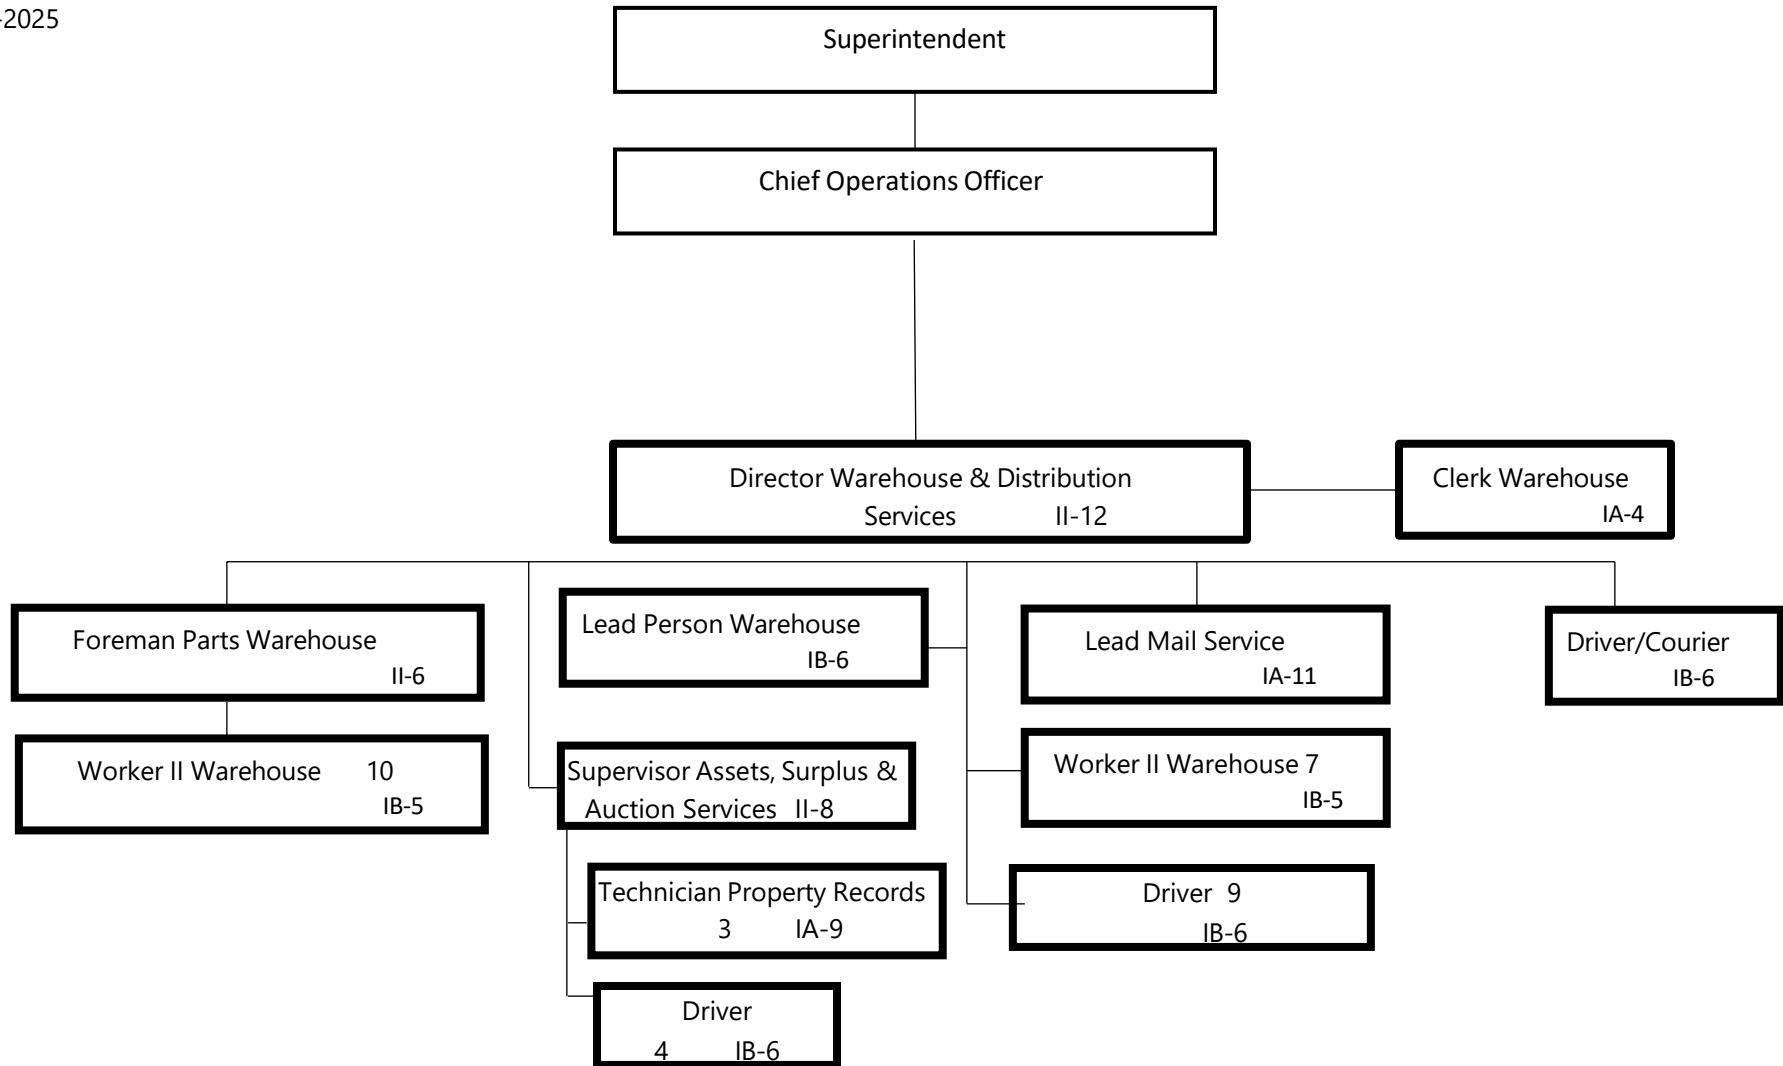 -2025
Superintendent
Chief Operations Officer
Director Warehouse & Distribution
Services II-12
Clerk Warehouse
IA-4
Foreman Parts Warehouse
II-6
Lead Person Warehouse
IB-6
Lead Mail Service
IA-11
Driver/Courier
IB-6
Worker II Warehouse 10
IB-5
Supervisor Assets, Surplus &
Auction Services II-8
Worker II Warehouse 7
IB-5
Technician Property Records
3 IA-9
Driver 9
IB-6
Driver
4 IB-6